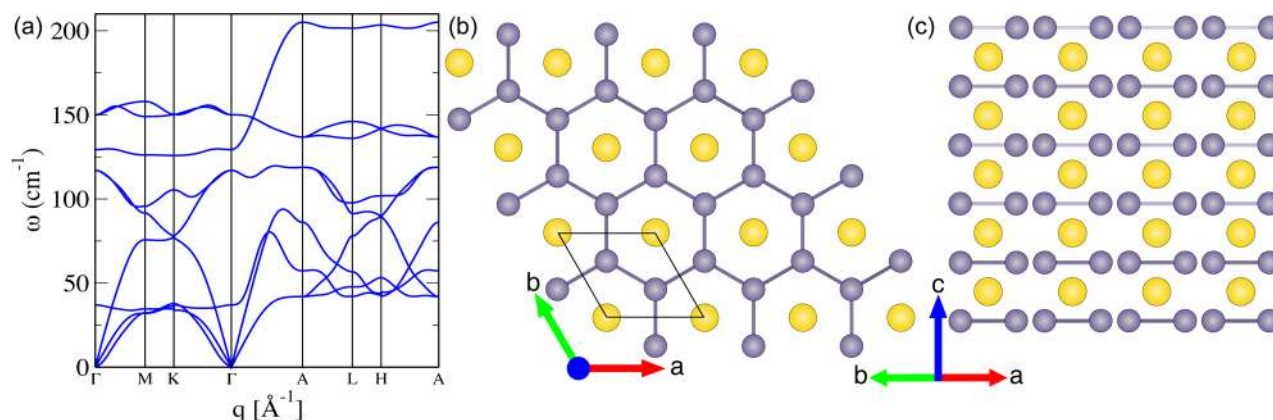 (a)
200
150
100
50
0
ω (cm⁻¹)
Γ M K Γ A L H A
q [Å⁻¹]
(b)
b
a
(c)
c
b
a